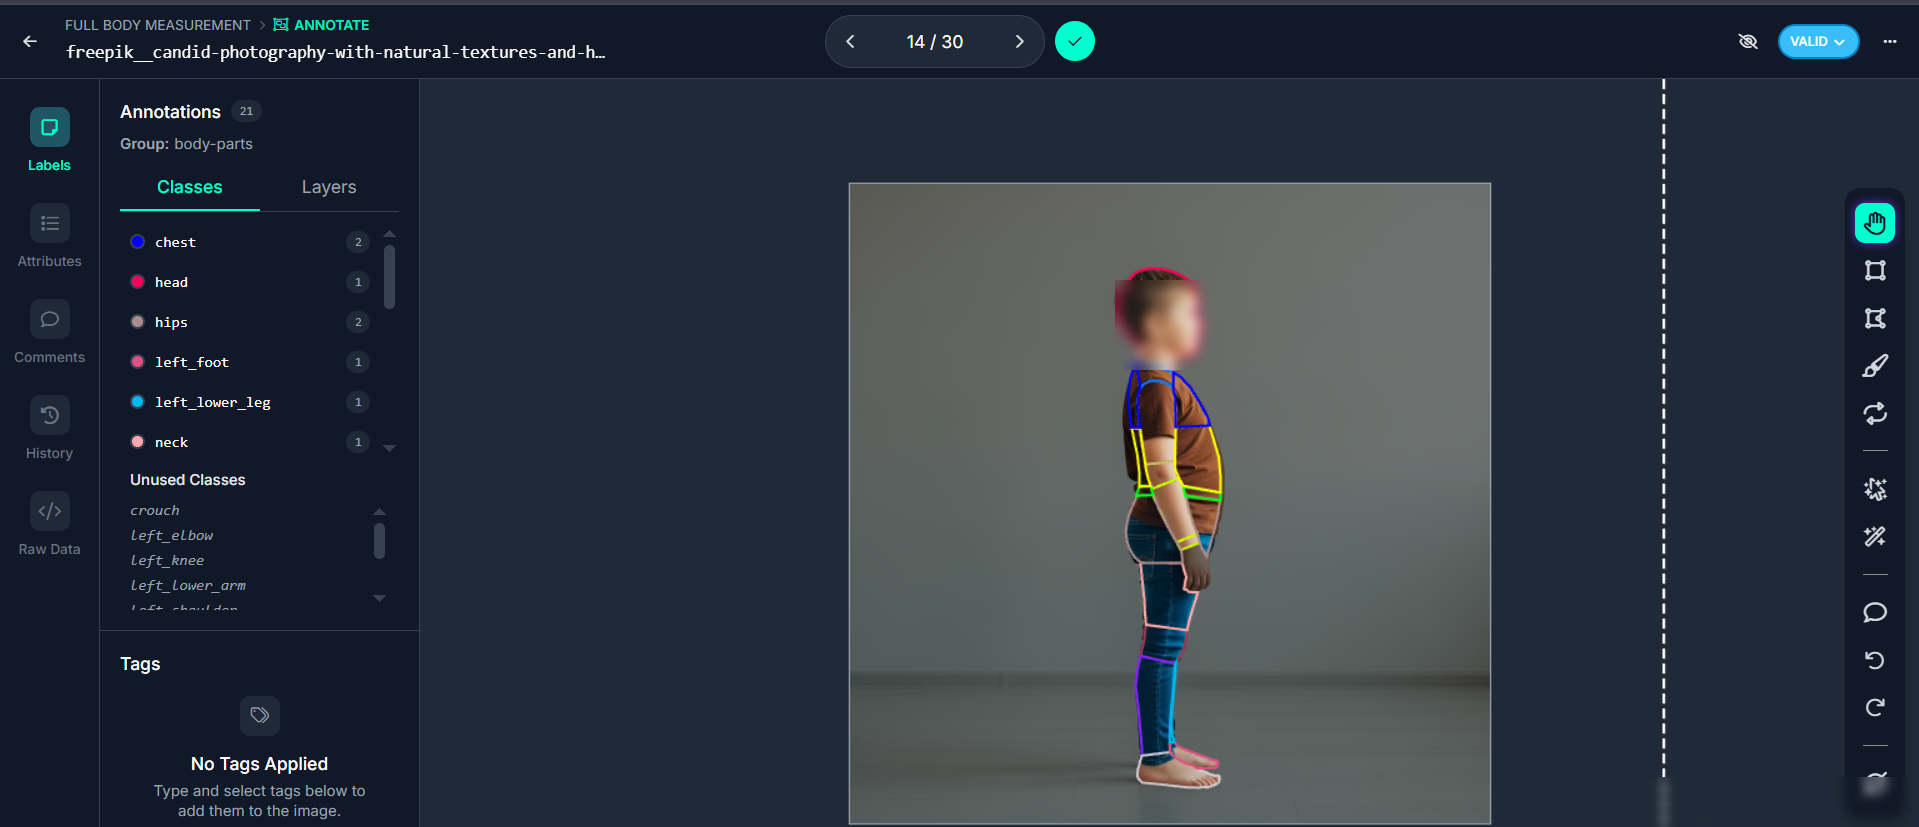 FULL BODY MEASUREMENT > ANNOTATE
freepik__candid-photography-with-natural-textures-and-h...
14 / 30
VALID
Labels
Attributes
Comments
History
Raw Data
Annotations 21
Group: body-parts
Classes Layers
chest 2
head 1
hips 2
left_foot 1
left_lower_leg 1
neck 1
Unused Classes
crouch
left_elbow
left_knee
left_lower_arm
left_shoulder
Tags
No Tags Applied
Type and select tags below to
add them to the image.